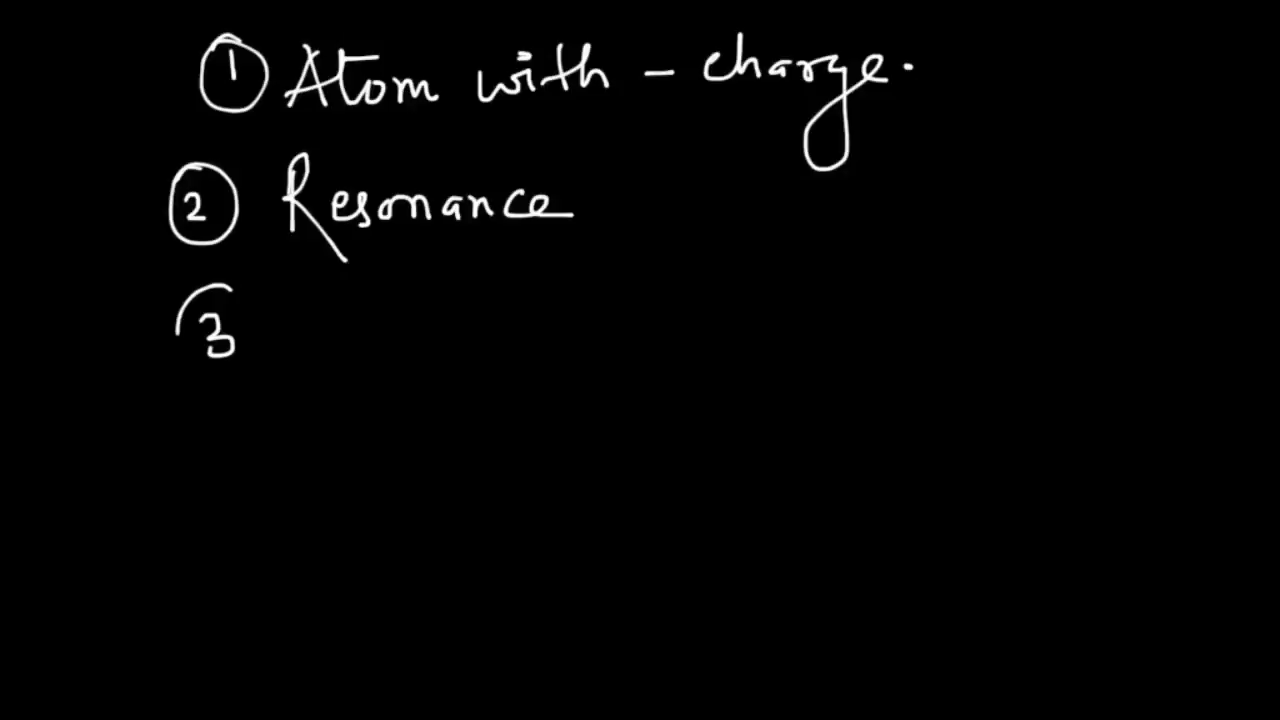 ① Atom with - charge.
② Resonance
3